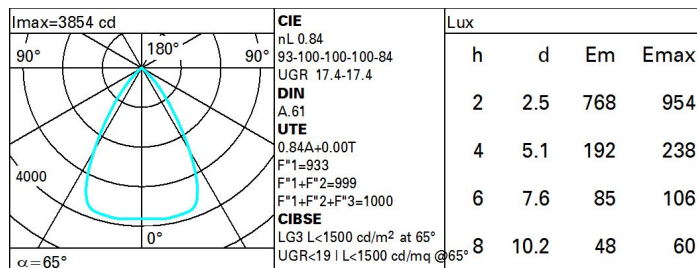 Imax=3854 cd
90°
180°
90°
4000
0°
α=65°
CIE
nL 0.84
93-100-100-100-84
UGR 17.4-17.4
DIN
A.61
UTE
0.84A+0.00T
F"1=933
F"1+F"2=999
F"1+F"2+F"3=1000
CIBSE
LG3 L<1500 cd/m² at 65°
UGR<19 | L<1500 cd/mq @65°
Lux
h d Em Emax
2 2.5 768 954
4 5.1 192 238
6 7.6 85 106
8 10.2 48 60